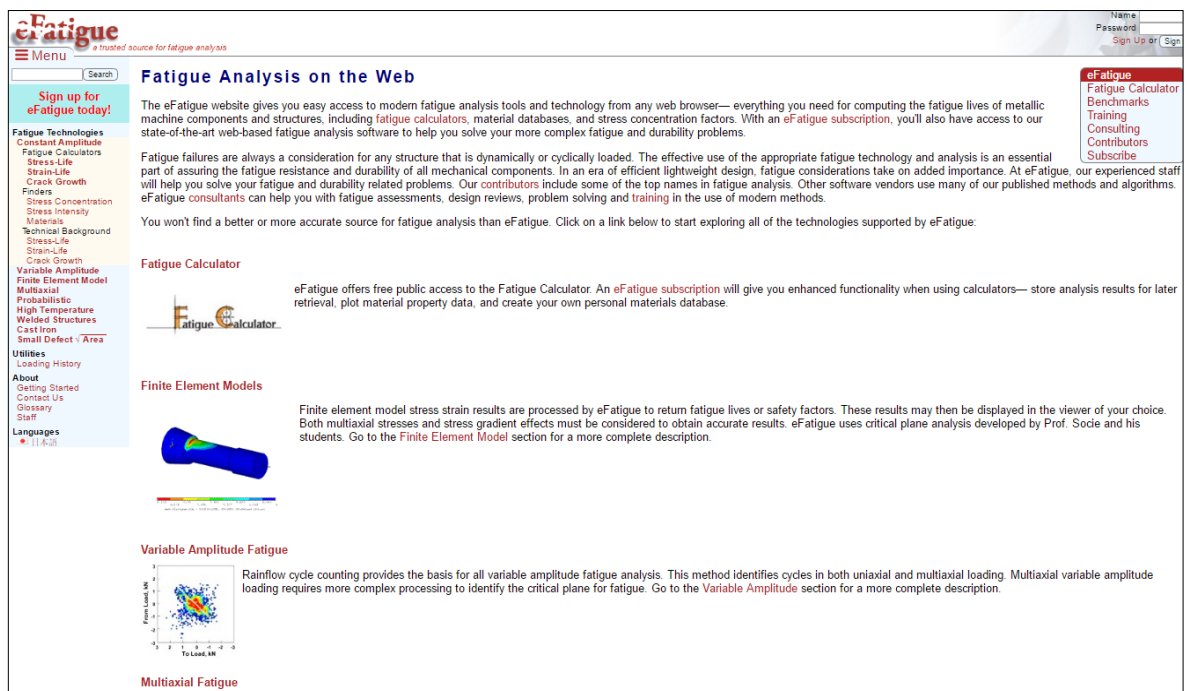 eFatigue
a trusted source for fatigue analysis
Name
Password
Sign Up or Sign
Menu
Search
Sign up for
eFatigue today!
Fatigue Technologies
Constant Amplitude
Fatigue Calculators
Stress-Life
Strain-Life
Crack Growth
Finders
Stress Concentration
Stress Intensity
Materials
Technical Background
Stress-Life
Strain-Life
Crack Growth
Variable Amplitude
Finite Element Model
Multiaxial
Probabilistic
High Temperature
Welded Structures
Cast Iron
Small Defect √Area
Utilities
Loading History
About
Getting Started
Contact Us
Glossary
Staff
Languages
日本語
Fatigue Analysis on the Web
The eFatigue website gives you easy access to modern fatigue analysis tools and technology from any web browser— everything you need for computing the fatigue lives of metallic
machine components and structures, including fatigue calculators, material databases, and stress concentration factors. With an eFatigue subscription, you'll also have access to our
state-of-the-art web-based fatigue analysis software to help you solve your more complex fatigue and durability problems.
Fatigue failures are always a consideration for any structure that is dynamically or cyclically loaded. The effective use of the appropriate fatigue technology and analysis is an essential
part of assuring the fatigue resistance and durability of all mechanical components. In an era of efficient lightweight design, fatigue considerations take on added importance. At eFatigue, our experienced staff
will help you solve your fatigue and durability related problems. Our contributors include some of the top names in fatigue analysis. Other software vendors use many of our published methods and algorithms.
eFatigue consultants can help you with fatigue assessments, design reviews, problem solving and training in the use of modern methods.
You won't find a better or more accurate source for fatigue analysis than eFatigue. Click on a link below to start exploring all of the technologies supported by eFatigue:
eFatigue
Fatigue Calculator
Benchmarks
Training
Consulting
Contributors
Subscribe
Fatigue Calculator
Fatigue Calculator
eFatigue offers free public access to the Fatigue Calculator. An eFatigue subscription will give you enhanced functionality when using calculators— store analysis results for later
retrieval, plot material property data, and create your own personal materials database.
Finite Element Models
Finite element model stress strain results are processed by eFatigue to return fatigue lives or safety factors. These results may then be displayed in the viewer of your choice.
Both multiaxial stresses and stress gradient effects must be considered to obtain accurate results. eFatigue uses critical plane analysis developed by Prof. Socie and his
students. Go to the Finite Element Model section for a more complete description.
Variable Amplitude Fatigue
From Load, kN
3
2
1
0
-1
-2
-3
3 2 1 0 -1 -2 -3
To Load, kN
Rainflow cycle counting provides the basis for all variable amplitude fatigue analysis. This method identifies cycles in both uniaxial and multiaxial loading. Multiaxial variable amplitude
loading requires more complex processing to identify the critical plane for fatigue. Go to the Variable Amplitude section for a more complete description.
Multiaxial Fatigue